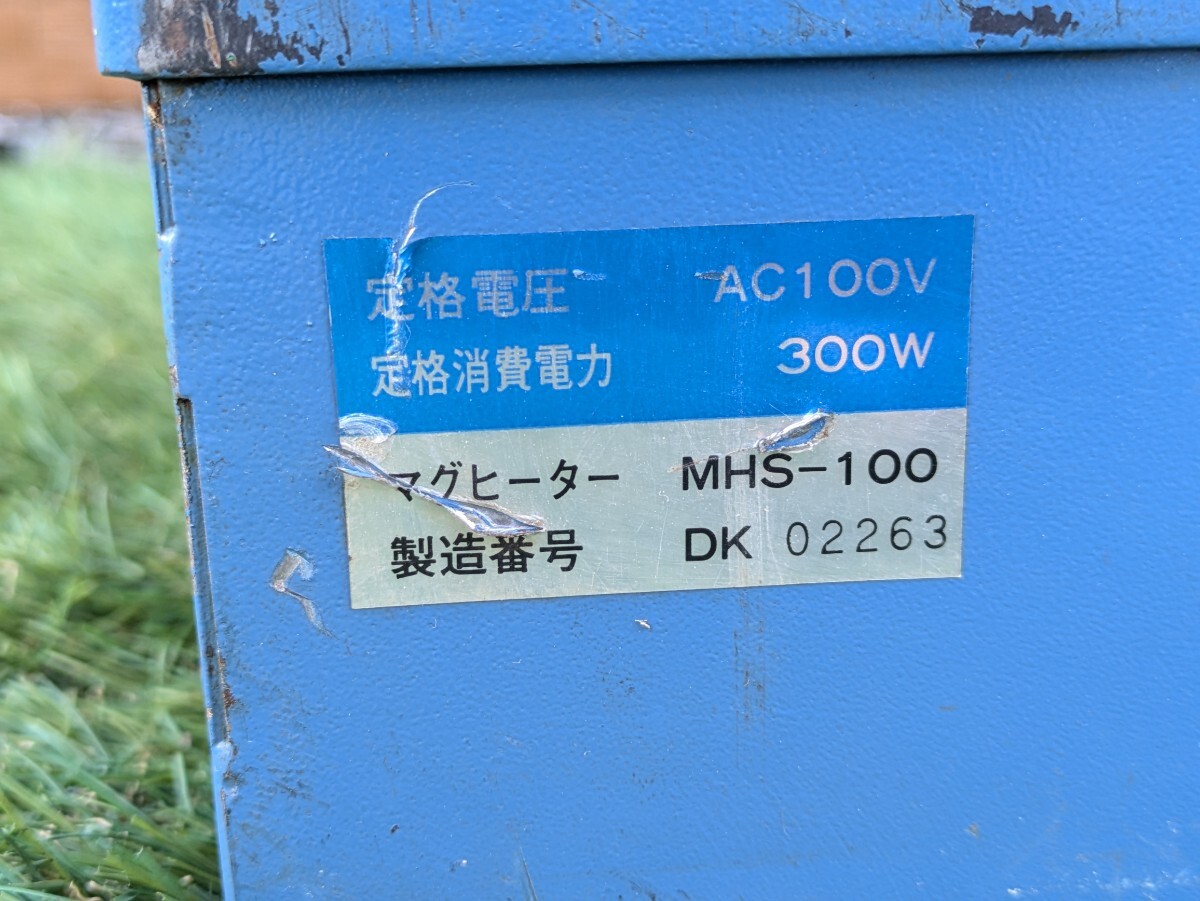 定格電圧 AC100V
定格消費電力 300W
マグヒーター MHS-100
製造番号 DK 02263